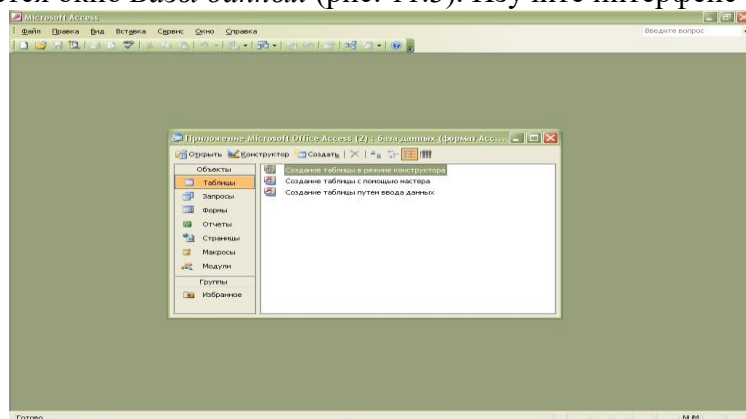 ется окно Базы данных (рис. 11.3). Изучите интерфейс
Microsoft Access
Файл Правка Вид Вставка Сервис Окно Справка
Введите вопрос
Приложение Microsoft Office Access (2) : база данных (формат Acc...
Открыть Конструктор Создать
Объекты
Таблицы
Запросы
Формы
Отчеты
Страницы
Макросы
Модули
Группы
Избранное
Создание таблицы в режиме конструктора
Создание таблицы с помощью мастера
Создание таблицы путем ввода данных
Готово
NUM